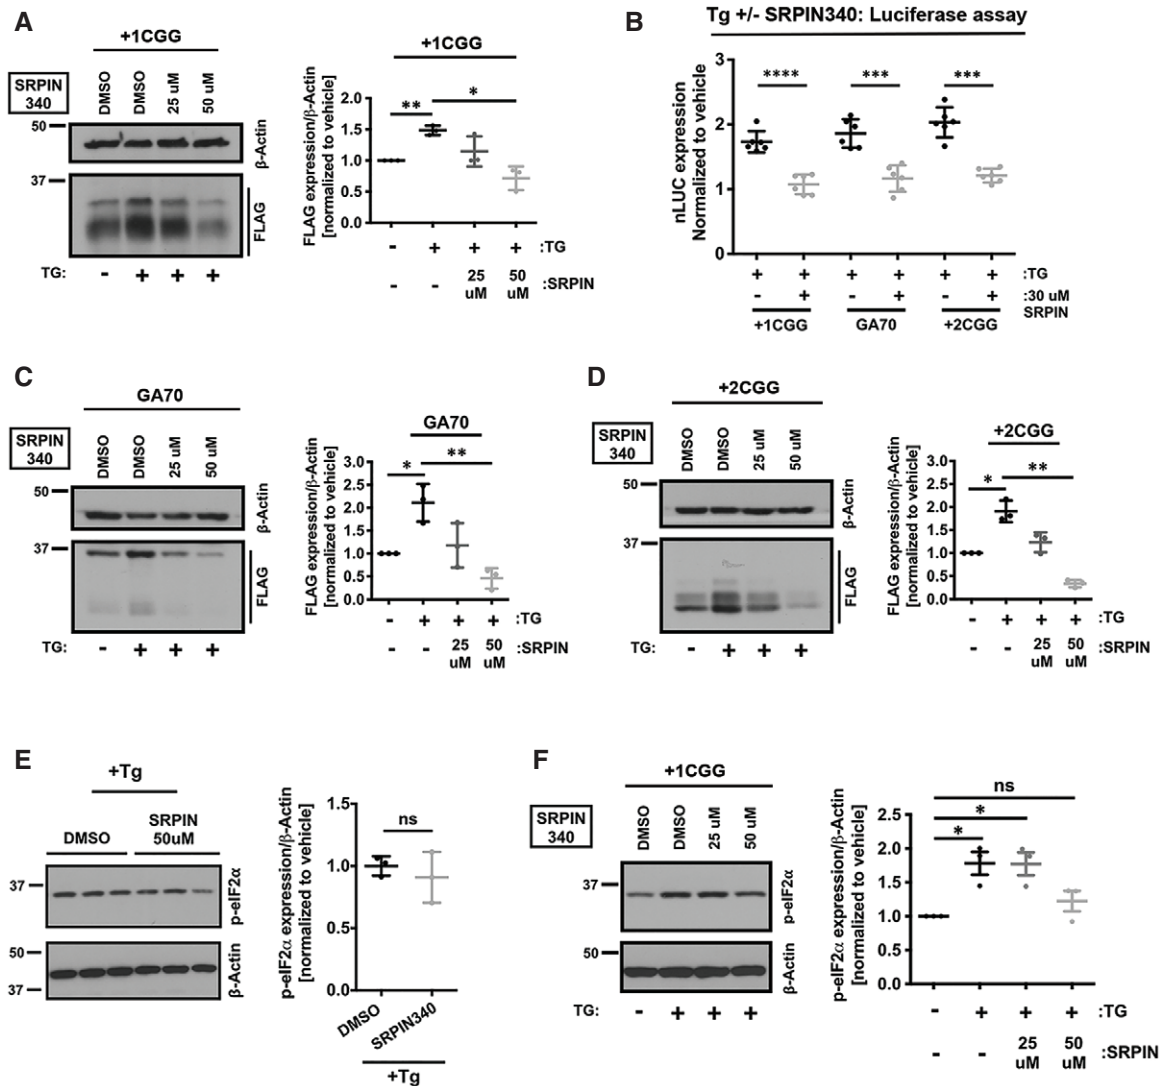 A
+1CGG
SRPIN
340
DMSO
DMSO
25 uM
50 uM
50
37
β-Actin
FLAG
TG: - + + +
+1CGG
FLAG expression/β-Actin
[normalized to vehicle]
2.0
1.5
1.0
0.5
0.0
** *
- + + + :TG
- - 25 uM 50 uM :SRPIN
B
Tg +/- SRPIN340: Luciferase assay
nLUC expression
Normalized to vehicle
3
2
1
0
**** *** ***
+ + + + + + :TG
- + - + - + :30 uM
SRPIN
+1CGG GA70 +2CGG
C
GA70
SRPIN
340
DMSO
DMSO
25 uM
50 uM
50
37
β-Actin
FLAG
TG: - + + +
GA70
FLAG expression/β-Actin
[normalized to vehicle]
3.0
2.5
2.0
1.5
1.0
0.5
0.0
* **
- + + + :TG
- - 25 uM 50 uM :SRPIN
D
+2CGG
SRPIN
340
DMSO
DMSO
25 uM
50 uM
50
37
β-Actin
FLAG
TG: - + + +
+2CGG
FLAG expression/β-Actin
[normalized to vehicle]
3.0
2.5
2.0
1.5
1.0
0.5
0.0
* **
- + + + :TG
- - 25 uM 50 uM :SRPIN
E
+Tg
DMSO
SRPIN
50uM
37
50
37
p-eIF2α
β-Actin
p-eIF2α expression/β-Actin
[normalized to vehicle]
1.5
1.0
0.5
0.0
ns
DMSO
SRPIN340
+Tg
F
+1CGG
SRPIN
340
DMSO
DMSO
25 uM
50 uM
37
50
p-eIF2α
β-Actin
TG: - + + +
p-eIF2α expression/β-Actin
[normalized to vehicle]
2.5
2.0
1.5
1.0
0.5
0.0
ns
*
*
- + + + :TG
- - 25 uM 50 uM :SRPIN